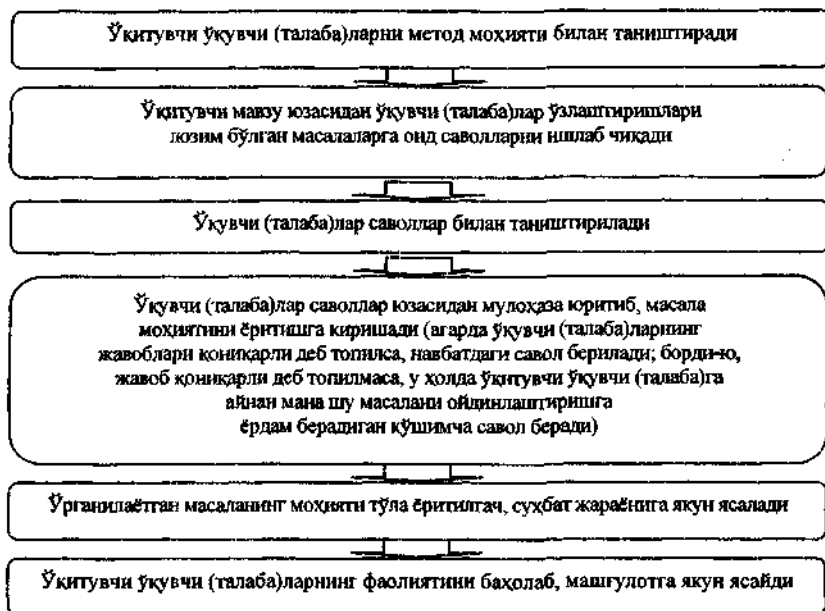 Ўқитувчи ўқувчи (талаба)ларни метод моҳияти билан таништиради
Ўқитувчи мавзу юзасидан ўқувчи (талаба)лар ўзлаштиришлари
лозим бўлган масалаларга оид саволларни ишлаб чиқади
Ўқувчи (талаба)лар саволлар билан таништирилади
Ўқувчи (талаба)лар саволлар юзасидан мулоҳаза юритиб, масала
моҳиятини ёритишга киришади (агарда ўқувчи (талаба)ларнинг
жавоблари қониқарли деб топилса, навбатдаги савол берилади; борди-ю,
жавоб қониқарли деб топилмаса, у ҳолда ўқитувчи ўқувчи (талаба)га
айнан мана шу масалани ойдинлаштиришга
ёрдам берадиган қўшимча савол беради)
Ўрганилаётган масаланинг моҳияти тўла ёритилгач, суҳбат жараёнига якун ясалади
Ўқитувчи ўқувчи (талаба)ларнинг фаолиятини баҳолаб, машғулотга якун ясайди